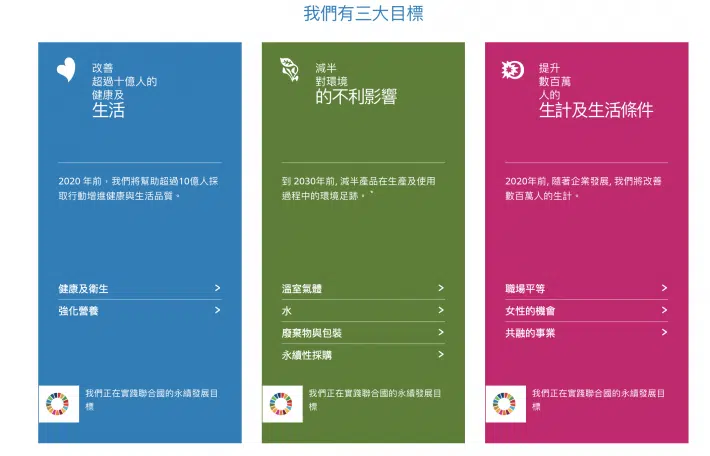 我們有三大目標
改善
超過十億人的
健康及
生活
2020 年前，我們將幫助超過10億人採
取行動增進健康與生活品質。
健康及衛生 >
強化營養 >
我們正在實踐聯合國的永續發展目
標
減半
對環境
的不利影響
到 2030年前, 減半產品在生產及使用
過程中的環境足跡。*
溫室氣體 >
水 >
廢棄物與包裝 >
永續性採購 >
我們正在實踐聯合國的永續發展目
標
提升
數百萬
人的
生計及生活條件
2020年前, 隨著企業發展, 我們將改善
數百萬人的生計。
職場平等 >
女性的機會 >
共融的事業 >
我們正在實踐聯合國的永續發展目
標